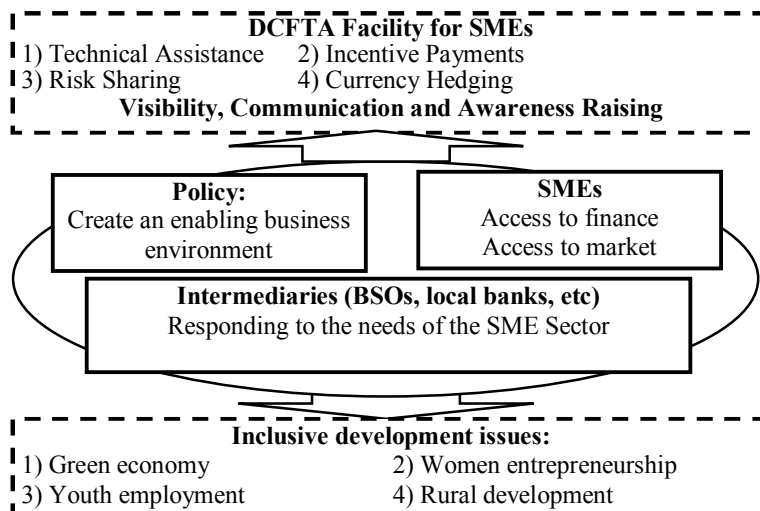 DCFTA Facility for SMEs
1) Technical Assistance 2) Incentive Payments
3) Risk Sharing 4) Currency Hedging
Visibility, Communication and Awareness Raising
Policy:
Create an enabling business
environment
SMEs
Access to finance
Access to market
Intermediaries (BSOs, local banks, etc)
Responding to the needs of the SME Sector
Inclusive development issues:
1) Green economy 2) Women entrepreneurship
3) Youth employment 4) Rural development